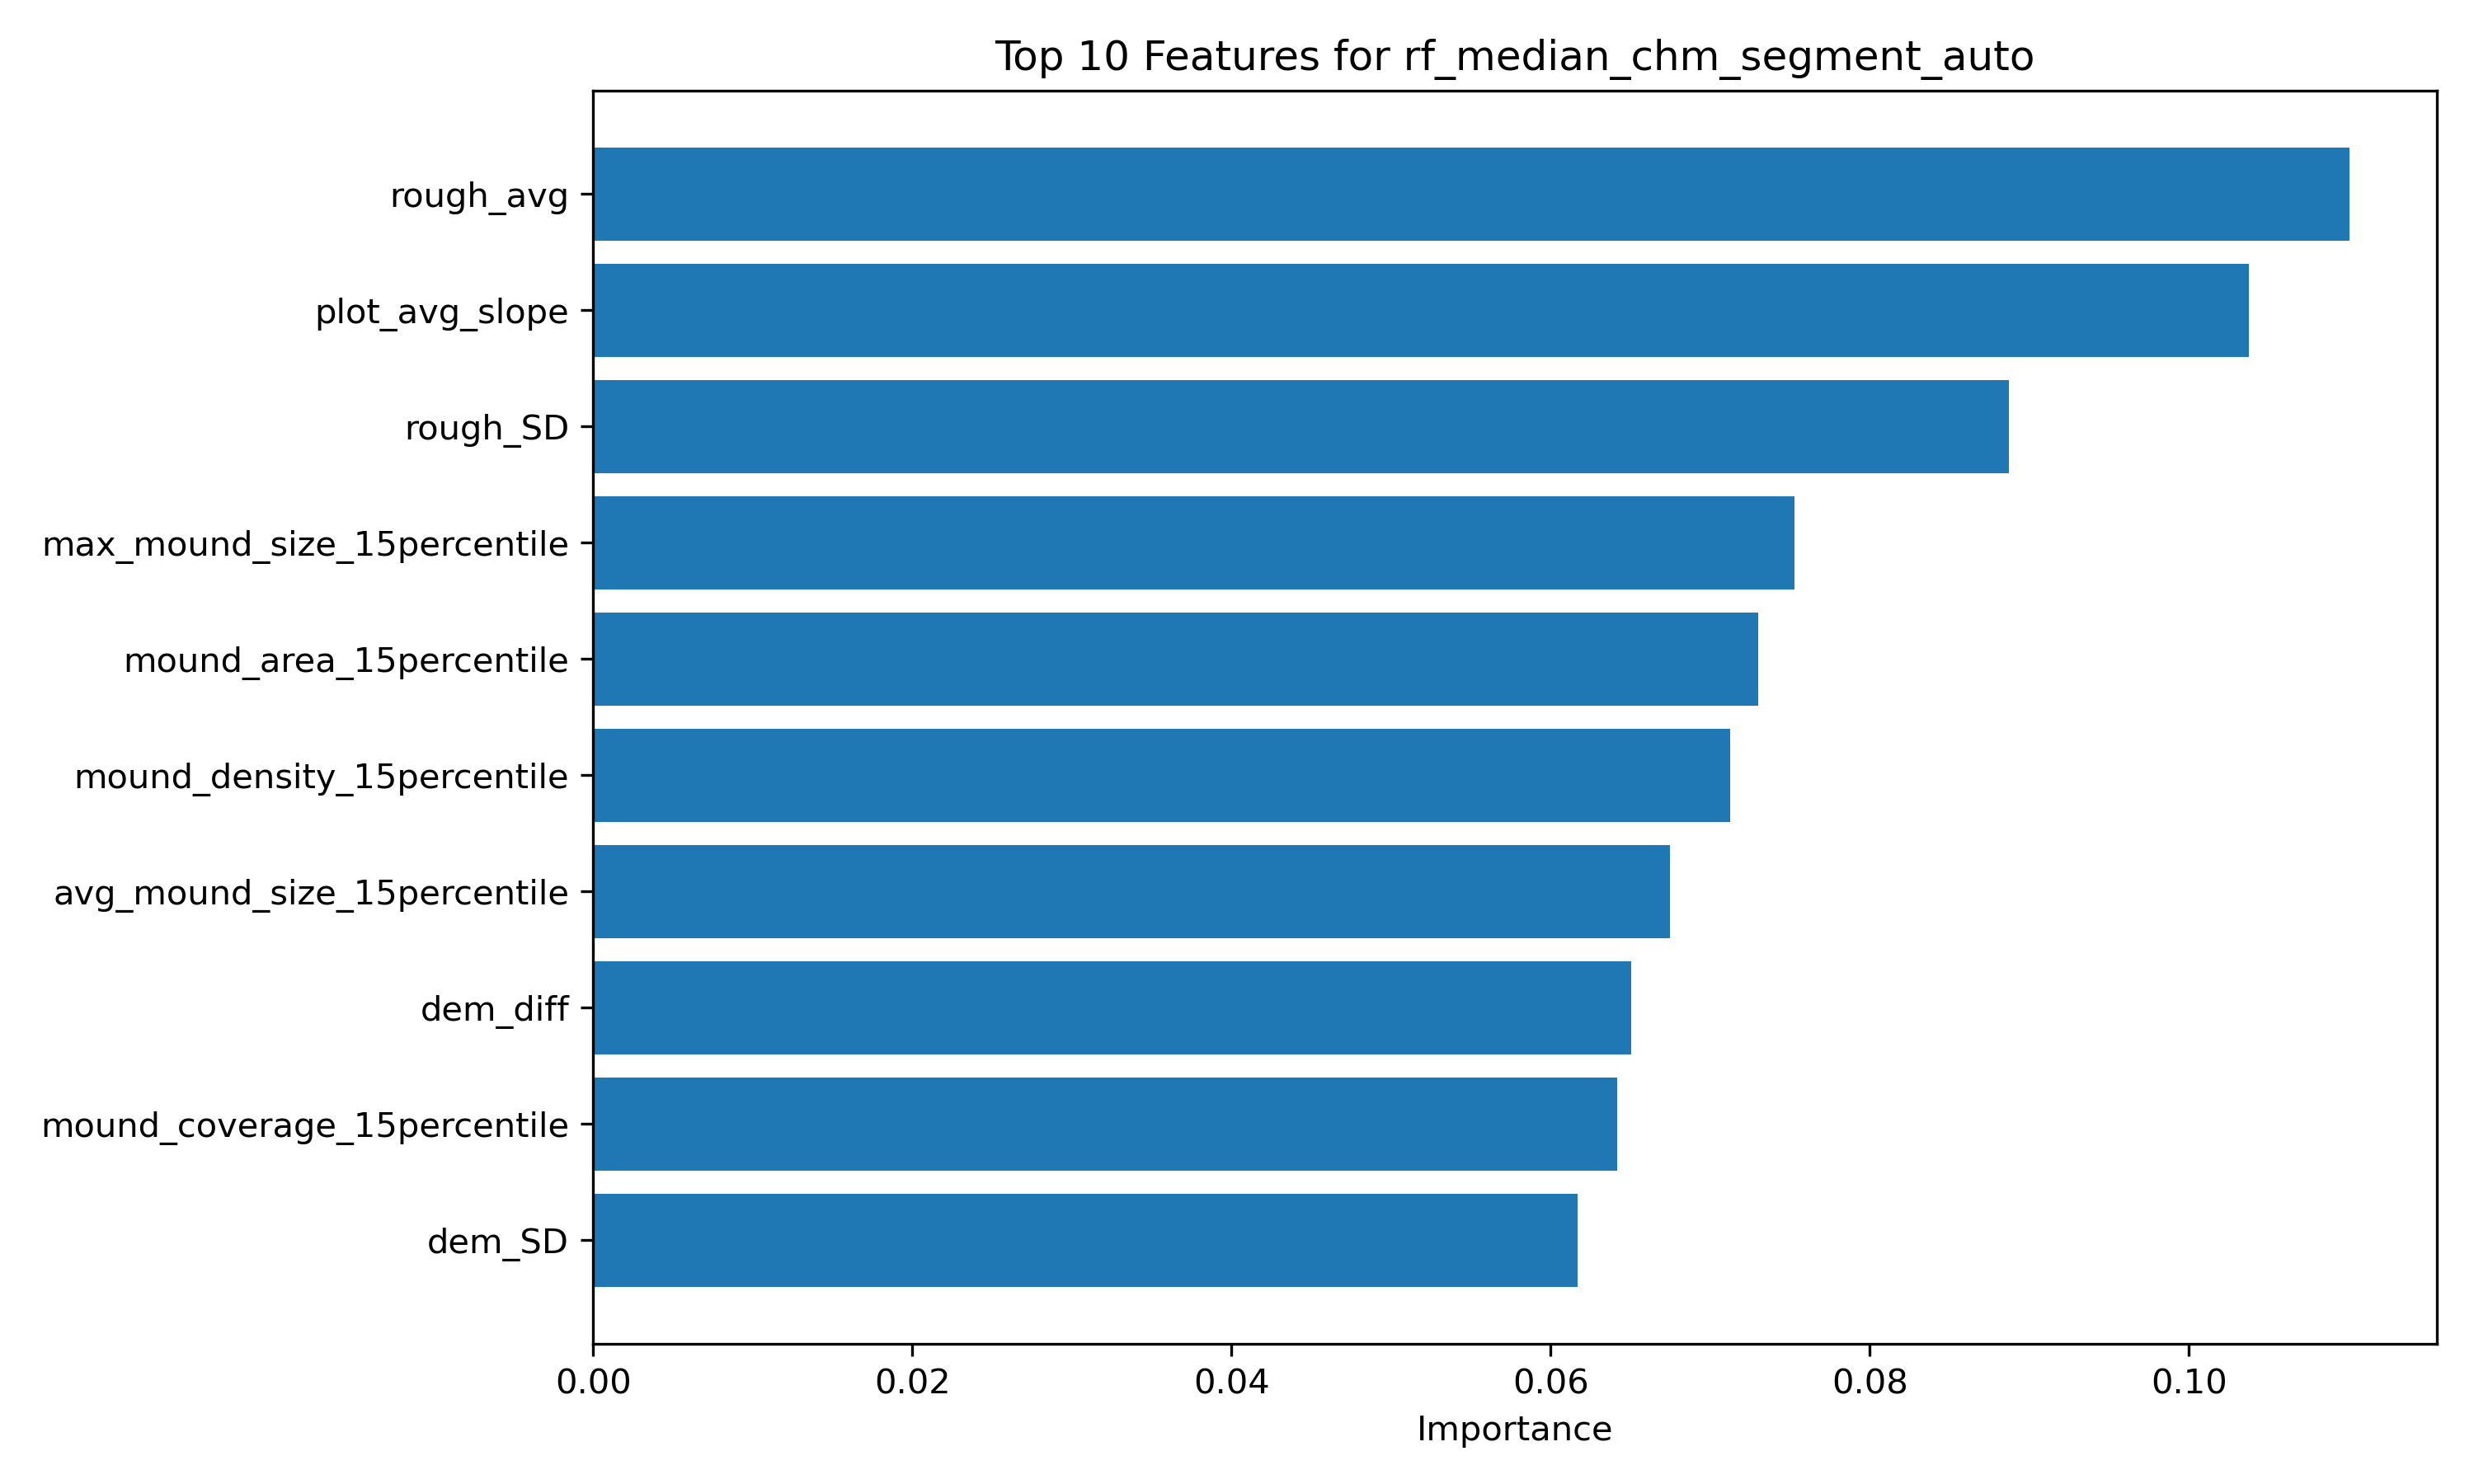 Top 10 Features for rf_median_chm_segment_auto
rough_avg
plot_avg_slope
rough_SD
max_mound_size_15percentile
mound_area_15percentile
mound_density_15percentile
avg_mound_size_15percentile
dem_diff
mound_coverage_15percentile
dem_SD
0.00 0.02 0.04 0.06 0.08 0.10
Importance